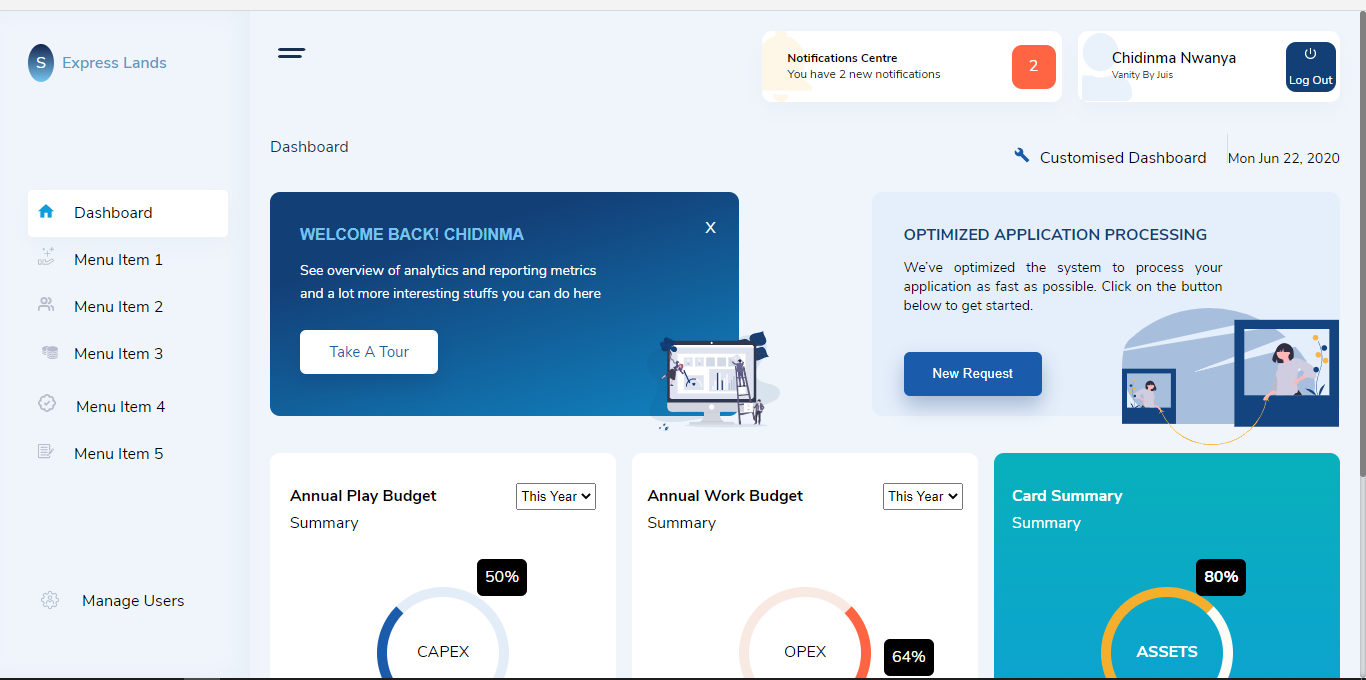 S Express Lands
Notifications Centre
You have 2 new notifications
2
Chidinma Nwanya
Vanity By Juis
Log Out
Dashboard
Customised Dashboard
Mon Jun 22, 2020
Dashboard
Menu Item 1
Menu Item 2
Menu Item 3
Menu Item 4
Menu Item 5
Manage Users
WELCOME BACK! CHIDINMA
X
See overview of analytics and reporting metrics
and a lot more interesting stuffs you can do here
Take A Tour
OPTIMIZED APPLICATION PROCESSING
We've optimized the system to process your
application as fast as possible. Click on the button
below to get started.
New Request
Annual Play Budget
This Year
Summary
50%
CAPEX
Annual Work Budget
This Year
Summary
OPEX
64%
Card Summary
Summary
80%
ASSETS